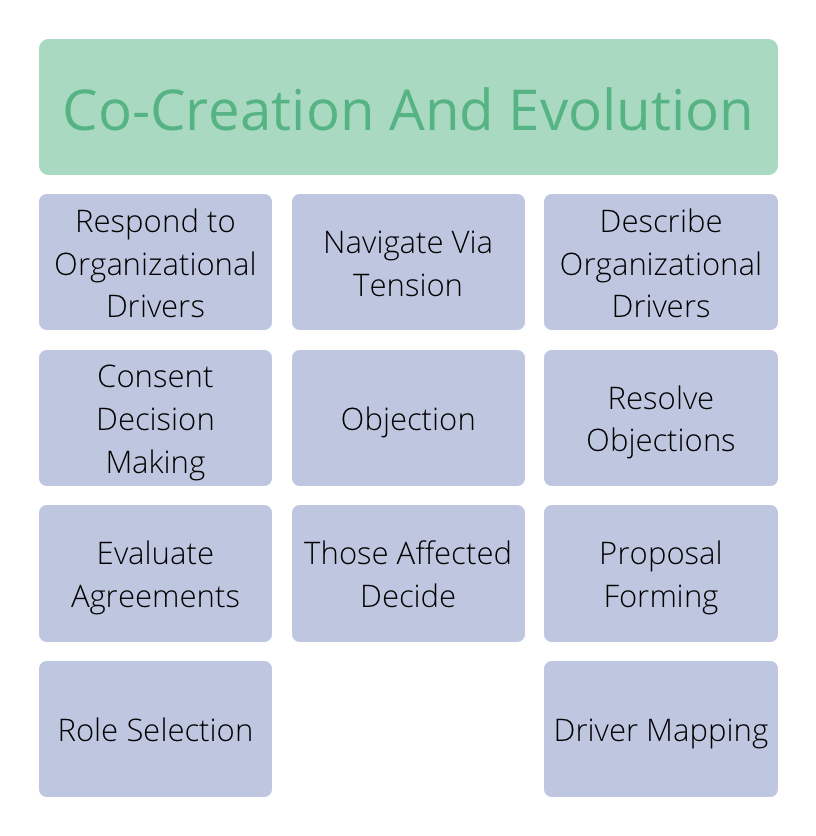 Co-Creation And Evolution
Respond to
Organizational
Drivers
Navigate Via
Tension
Describe
Organizational
Drivers
Consent
Decision
Making
Objection
Resolve
Objections
Evaluate
Agreements
Those Affected
Decide
Proposal
Forming
Role Selection
Driver Mapping